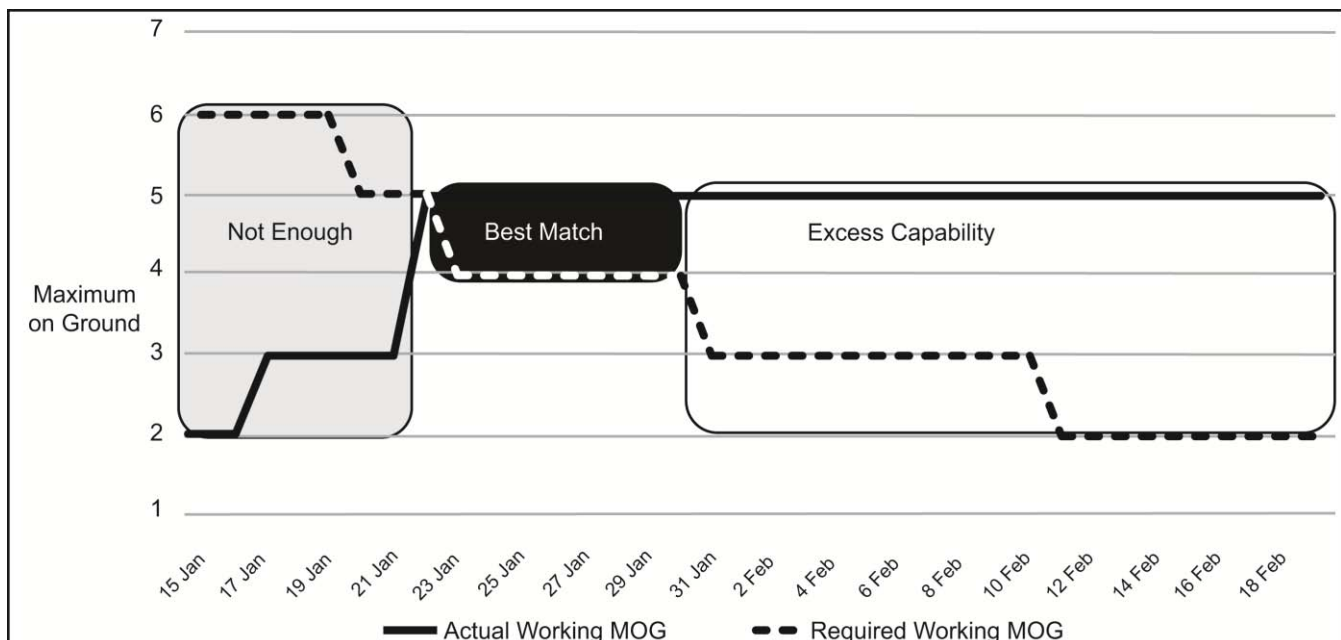 7
6
5
4
3
2
1
Maximum
on Ground
Not Enough
Best Match
Excess Capability
15 Jan
17 Jan
19 Jan
21 Jan
23 Jan
25 Jan
27 Jan
29 Jan
31 Jan
2 Feb
4 Feb
6 Feb
8 Feb
10 Feb
12 Feb
14 Feb
16 Feb
18 Feb
Actual Working MOG
Required Working MOG